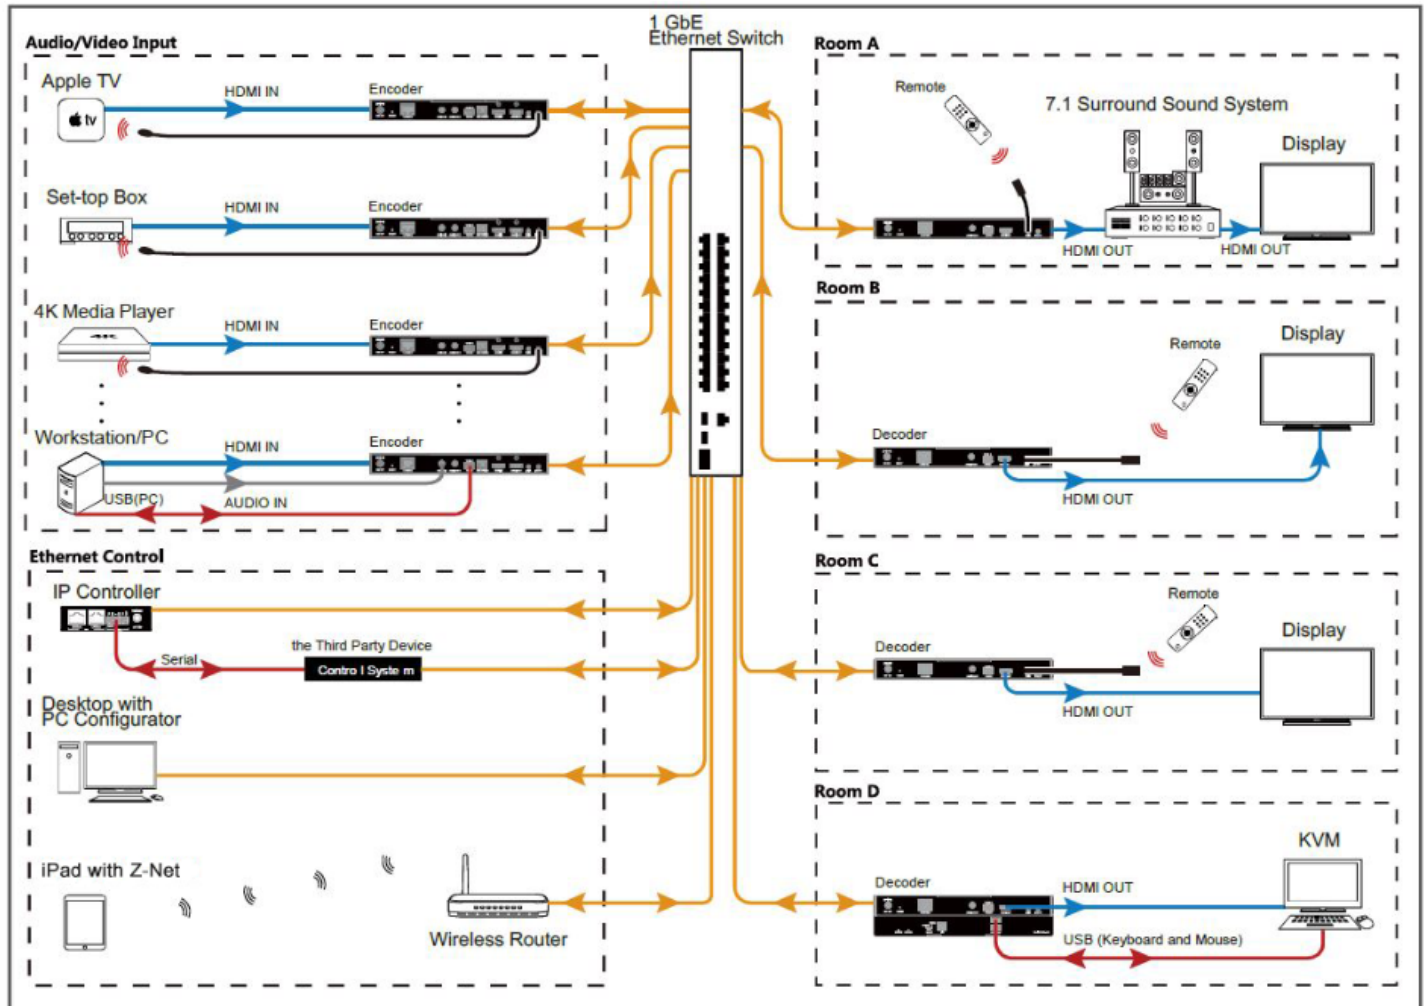 1 GbE
Ethernet Switch
Audio/Video Input
Apple TV
HDMI IN
Encoder
tv
Set-top Box
HDMI IN
Encoder
4K Media Player
HDMI IN
Encoder
4K
Workstation/PC
HDMI IN
Encoder
USB(PC)
AUDIO IN
Ethernet Control
IP Controller
the Third Party Device
Serial
Control System
Desktop with
PC Configurator
iPad with Z-Net
Wireless Router
Room A
Remote
7.1 Surround Sound System
Display
HDMI OUT
HDMI OUT
Room B
Remote
Display
Decoder
HDMI OUT
Room C
Remote
Display
Decoder
HDMI OUT
Room D
KVM
Decoder
HDMI OUT
USB (Keyboard and Mouse)